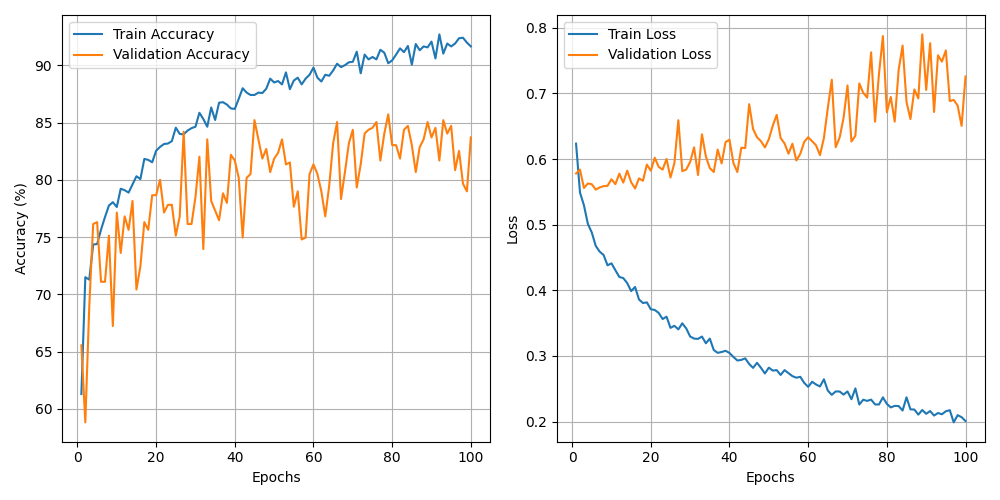 Train Accuracy
Validation Accuracy
Accuracy (%)
90
85
80
75
70
65
60
0 20 40 60 80 100
Epochs
Train Loss
Validation Loss
Loss
0.8
0.7
0.6
0.5
0.4
0.3
0.2
0 20 40 60 80 100
Epochs